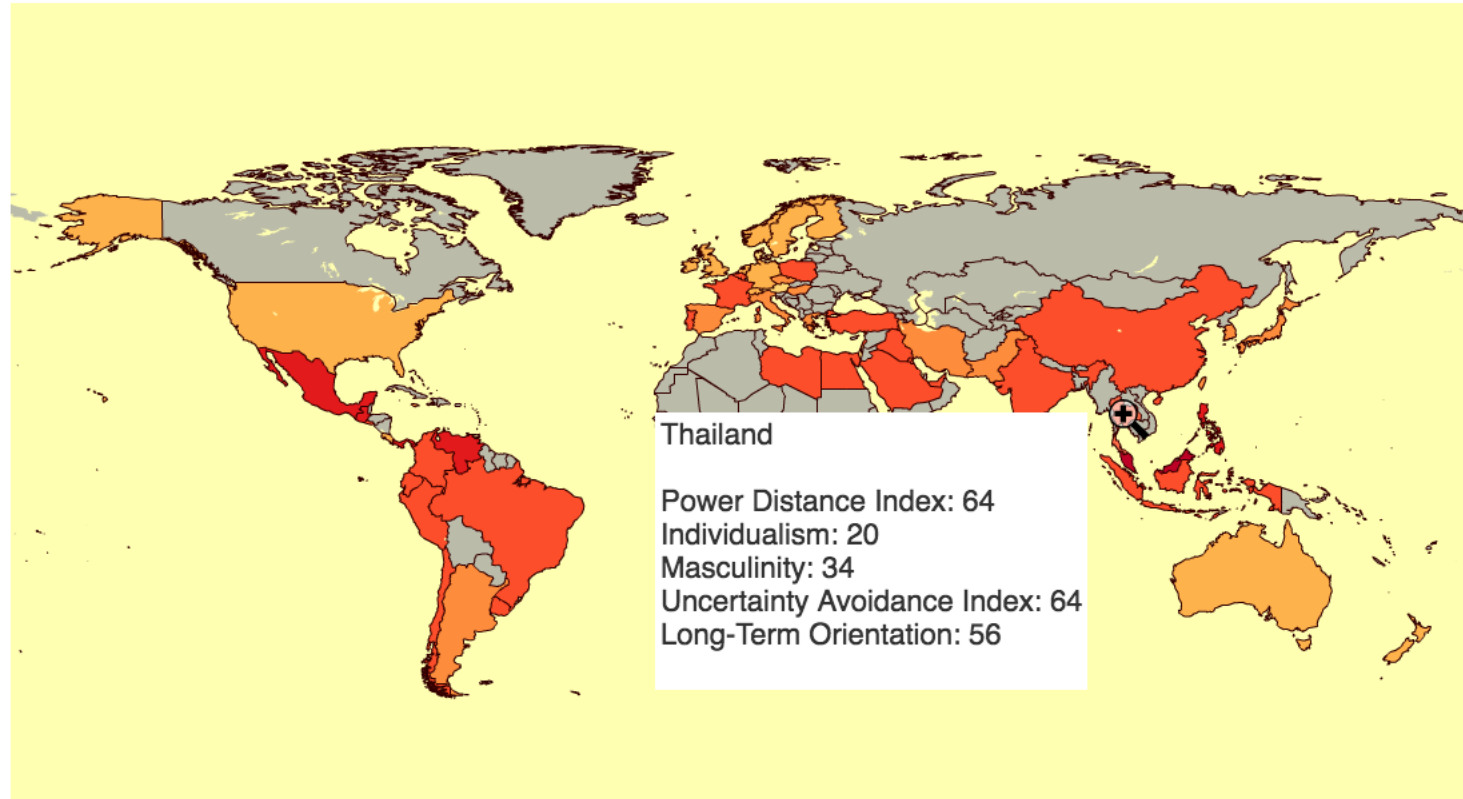 Thailand
Power Distance Index: 64
Individualism: 20
Masculinity: 34
Uncertainty Avoidance Index: 64
Long-Term Orientation: 56